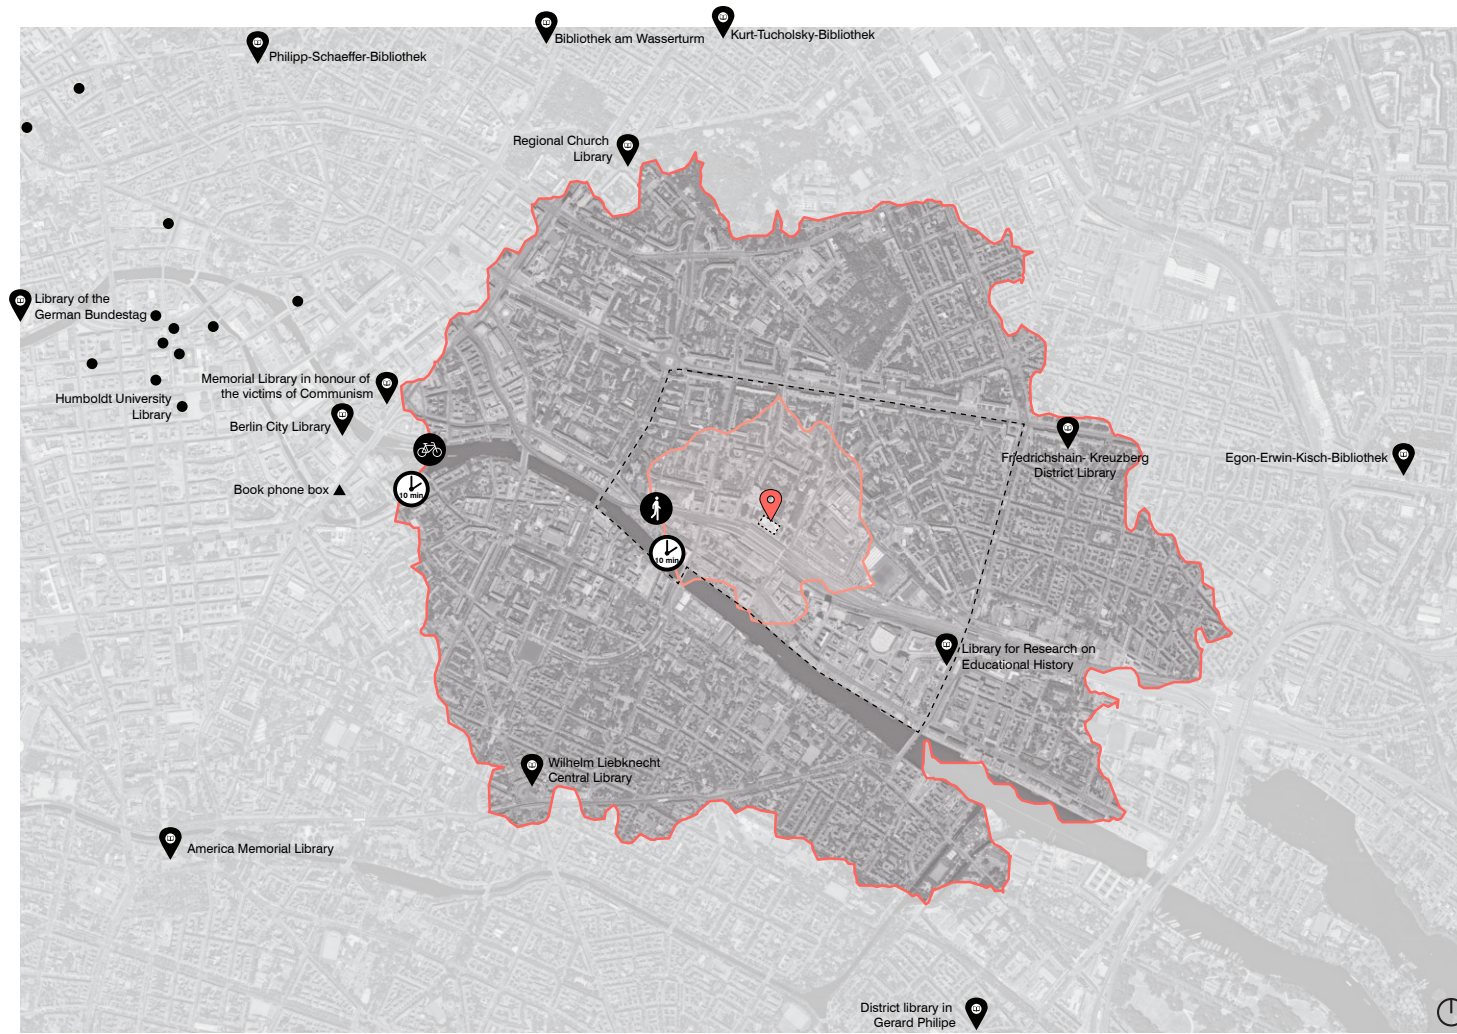 Bibliothek am Wasserturm
Kurt-Tucholsky-Bibliothek
Philipp-Schaeffer-Bibliothek
Regional Church
Library
Library of the
German Bundestag
Memorial Library in honour of
the victims of Communism
Humboldt University
Library
Berlin City Library
Friedrichshain- Kreuzberg
District Library
Egon-Erwin-Kisch-Bibliothek
Book phone box
10 min
10 min
Library for Research on
Educational History
Wilhelm Liebknecht
Central Library
America Memorial Library
District library in
Gerard Philipe